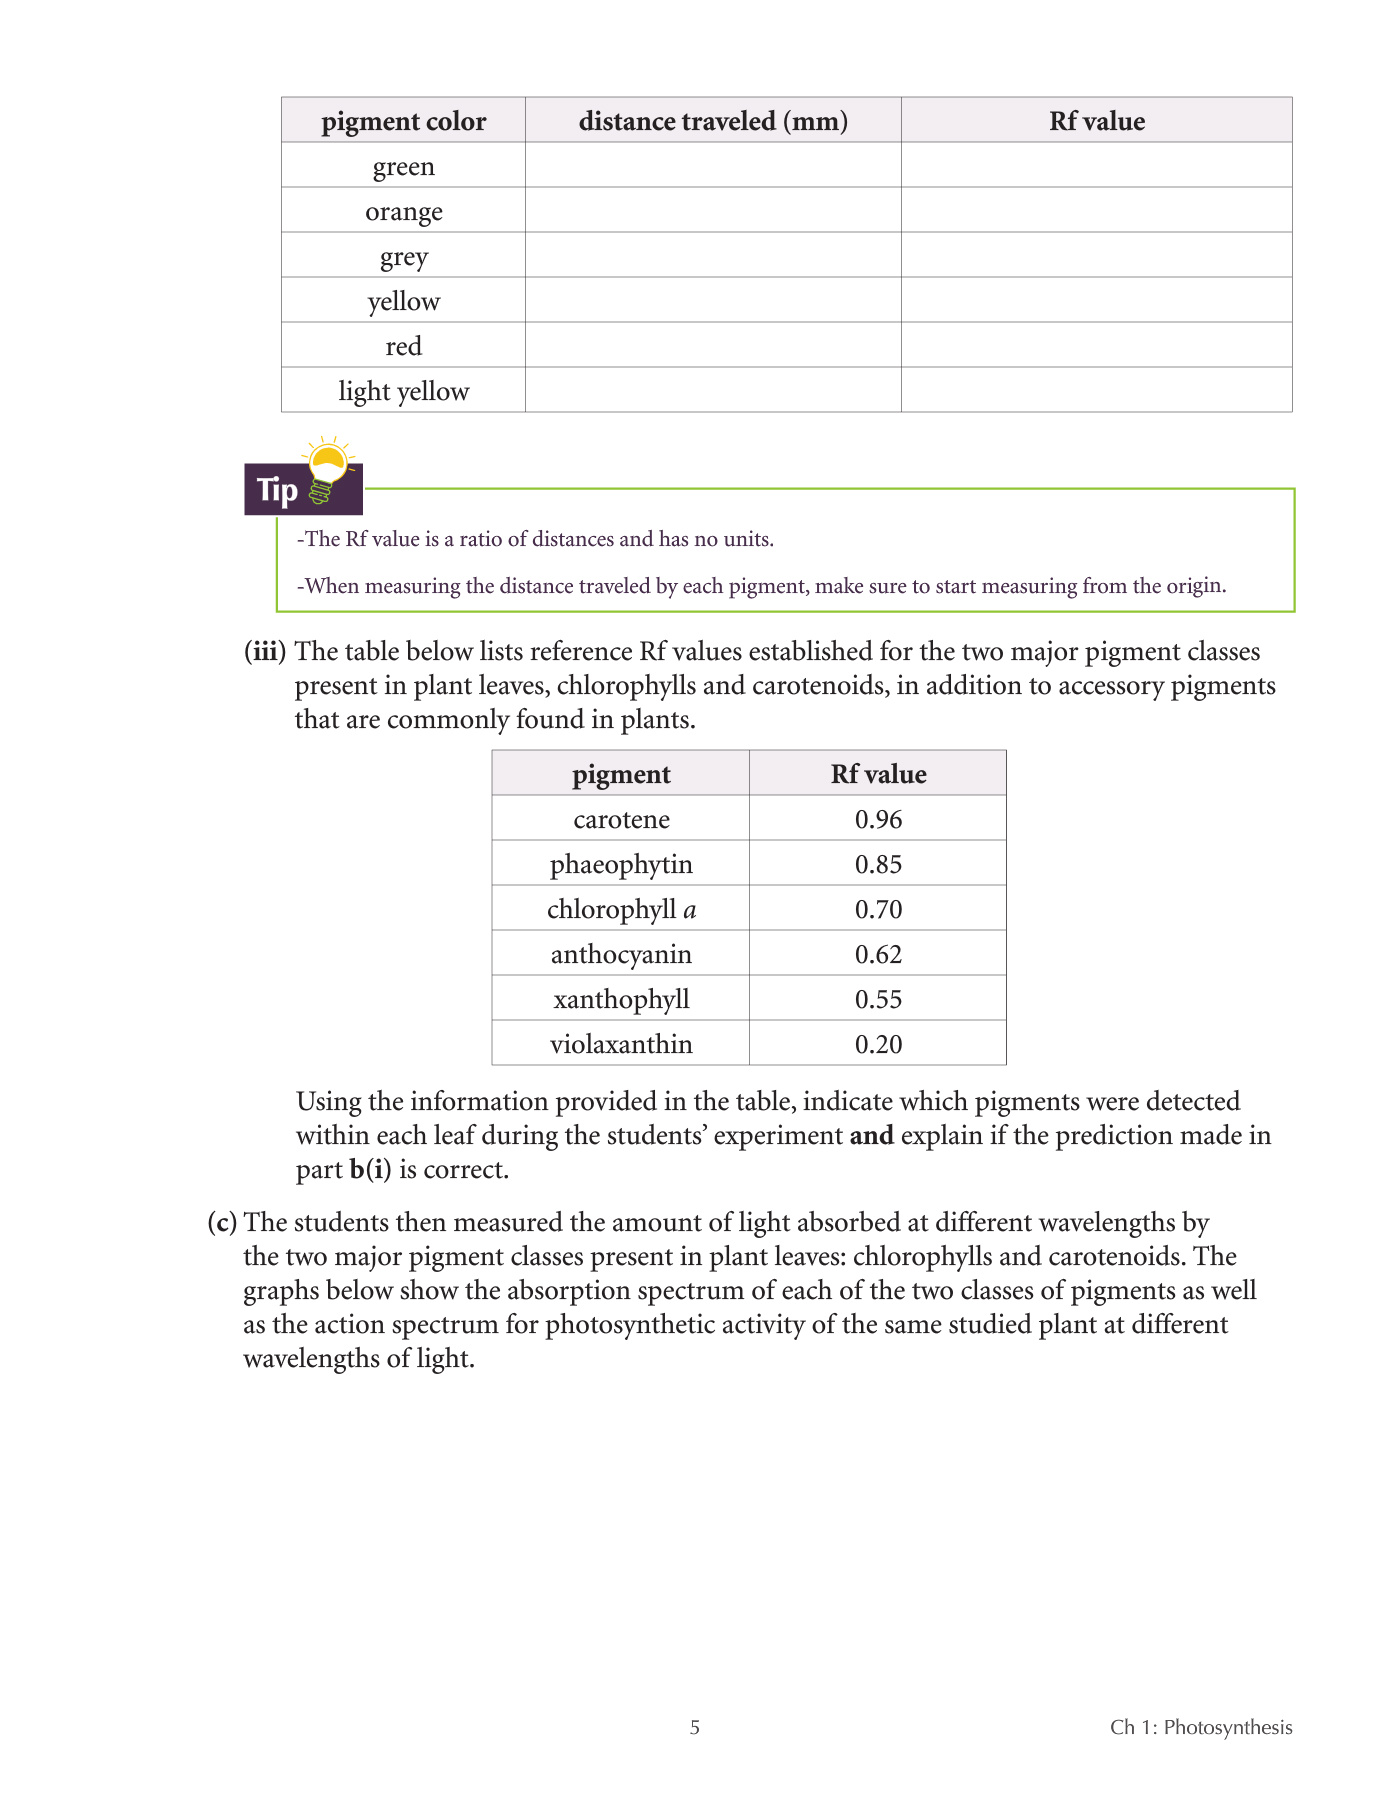 pigment color distance traveled (mm) Rf value
green
orange
grey
yellow
red
light yellow
Tip
-The Rf value is a ratio of distances and has no units.
-When measuring the distance traveled by each pigment, make sure to start measuring from the origin.
(iii) The table below lists reference Rf values established for the two major pigment classes
present in plant leaves, chlorophylls and carotenoids, in addition to accessory pigments
that are commonly found in plants.
pigment Rf value
carotene 0.96
phaeophytin 0.85
chlorophyll a 0.70
anthocyanin 0.62
xanthophyll 0.55
violaxanthin 0.20
Using the information provided in the table, indicate which pigments were detected
within each leaf during the students’ experiment and explain if the prediction made in
part b(i) is correct.
(c) The students then measured the amount of light absorbed at different wavelengths by
the two major pigment classes present in plant leaves: chlorophylls and carotenoids. The
graphs below show the absorption spectrum of each of the two classes of pigments as well
as the action spectrum for photosynthetic activity of the same studied plant at different
wavelengths of light.
5 Ch 1: Photosynthesis